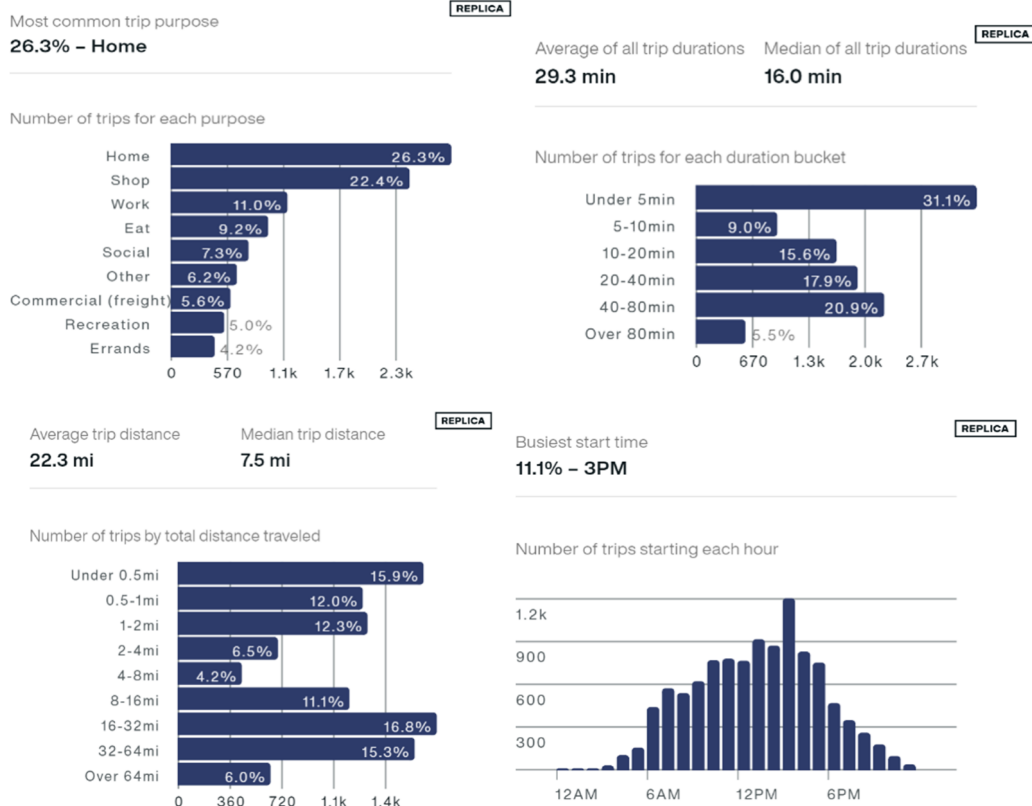 REPLICA
Most common trip purpose
26.3% – Home
Number of trips for each purpose
Home 26.3%
Shop 22.4%
Work 11.0%
Eat 9.2%
Social 7.3%
Other 6.2%
Commercial (freight) 5.6%
Recreation 5.0%
Errands 4.2%
0 570 1.1k 1.7k 2.3k
REPLICA
Average of all trip durations Median of all trip durations
29.3 min 16.0 min
Number of trips for each duration bucket
Under 5min 31.1%
5-10min 9.0%
10-20min 15.6%
20-40min 17.9%
40-80min 20.9%
Over 80min 5.5%
0 670 1.3k 2.0k 2.7k
REPLICA
Average trip distance Median trip distance
22.3 mi 7.5 mi
Number of trips by total distance traveled
Under 0.5mi 15.9%
0.5-1mi 12.0%
1-2mi 12.3%
2-4mi 6.5%
4-8mi 4.2%
8-16mi 11.1%
16-32mi 16.8%
32-64mi 15.3%
Over 64mi 6.0%
0 360 720 1.1k 1.4k
REPLICA
Busiest start time
11.1% – 3PM
Number of trips starting each hour
1.2k
900
600
300
12AM 6AM 12PM 6PM